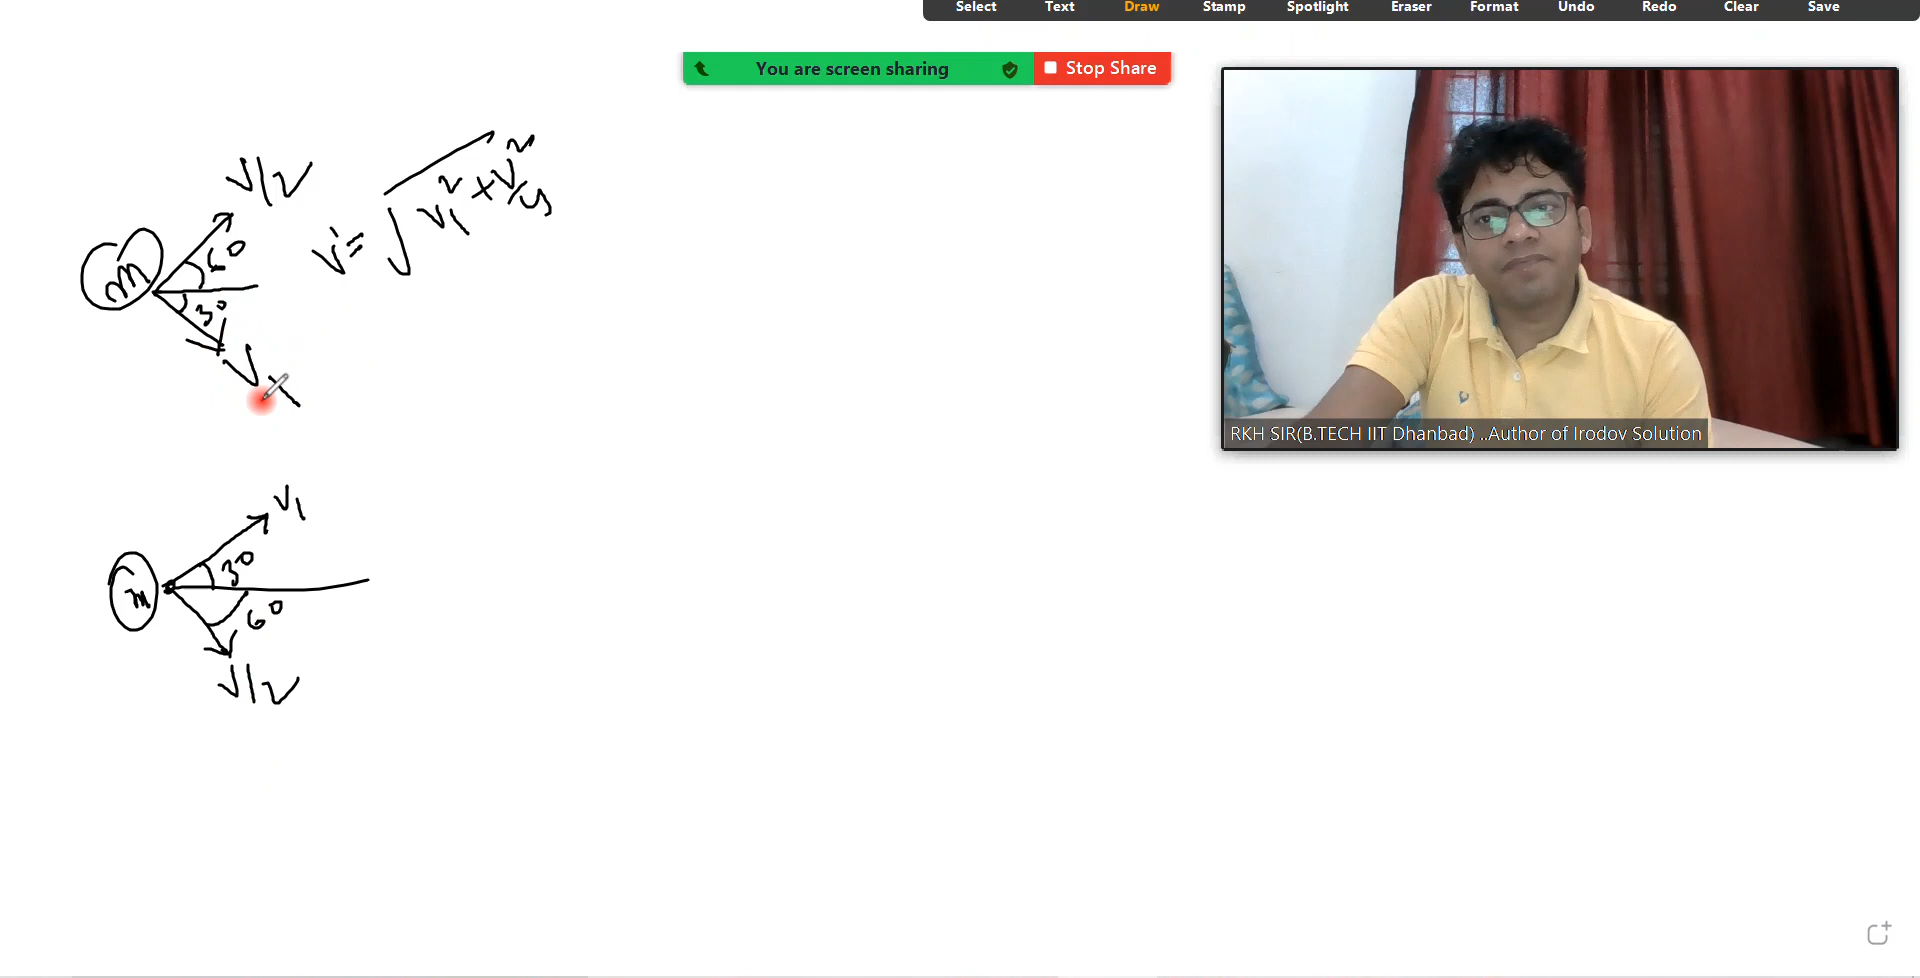 Select Text Draw Stamp Spotlight Eraser Format Undo Redo Clear Save
You are screen sharing Stop Share
V/2
V' = √ V1² + V²/4
m
60
30
V
RKH SIR(B.TECH IIT Dhanbad) ..Author of Irodov Solution
V1
30
m
60
V/2